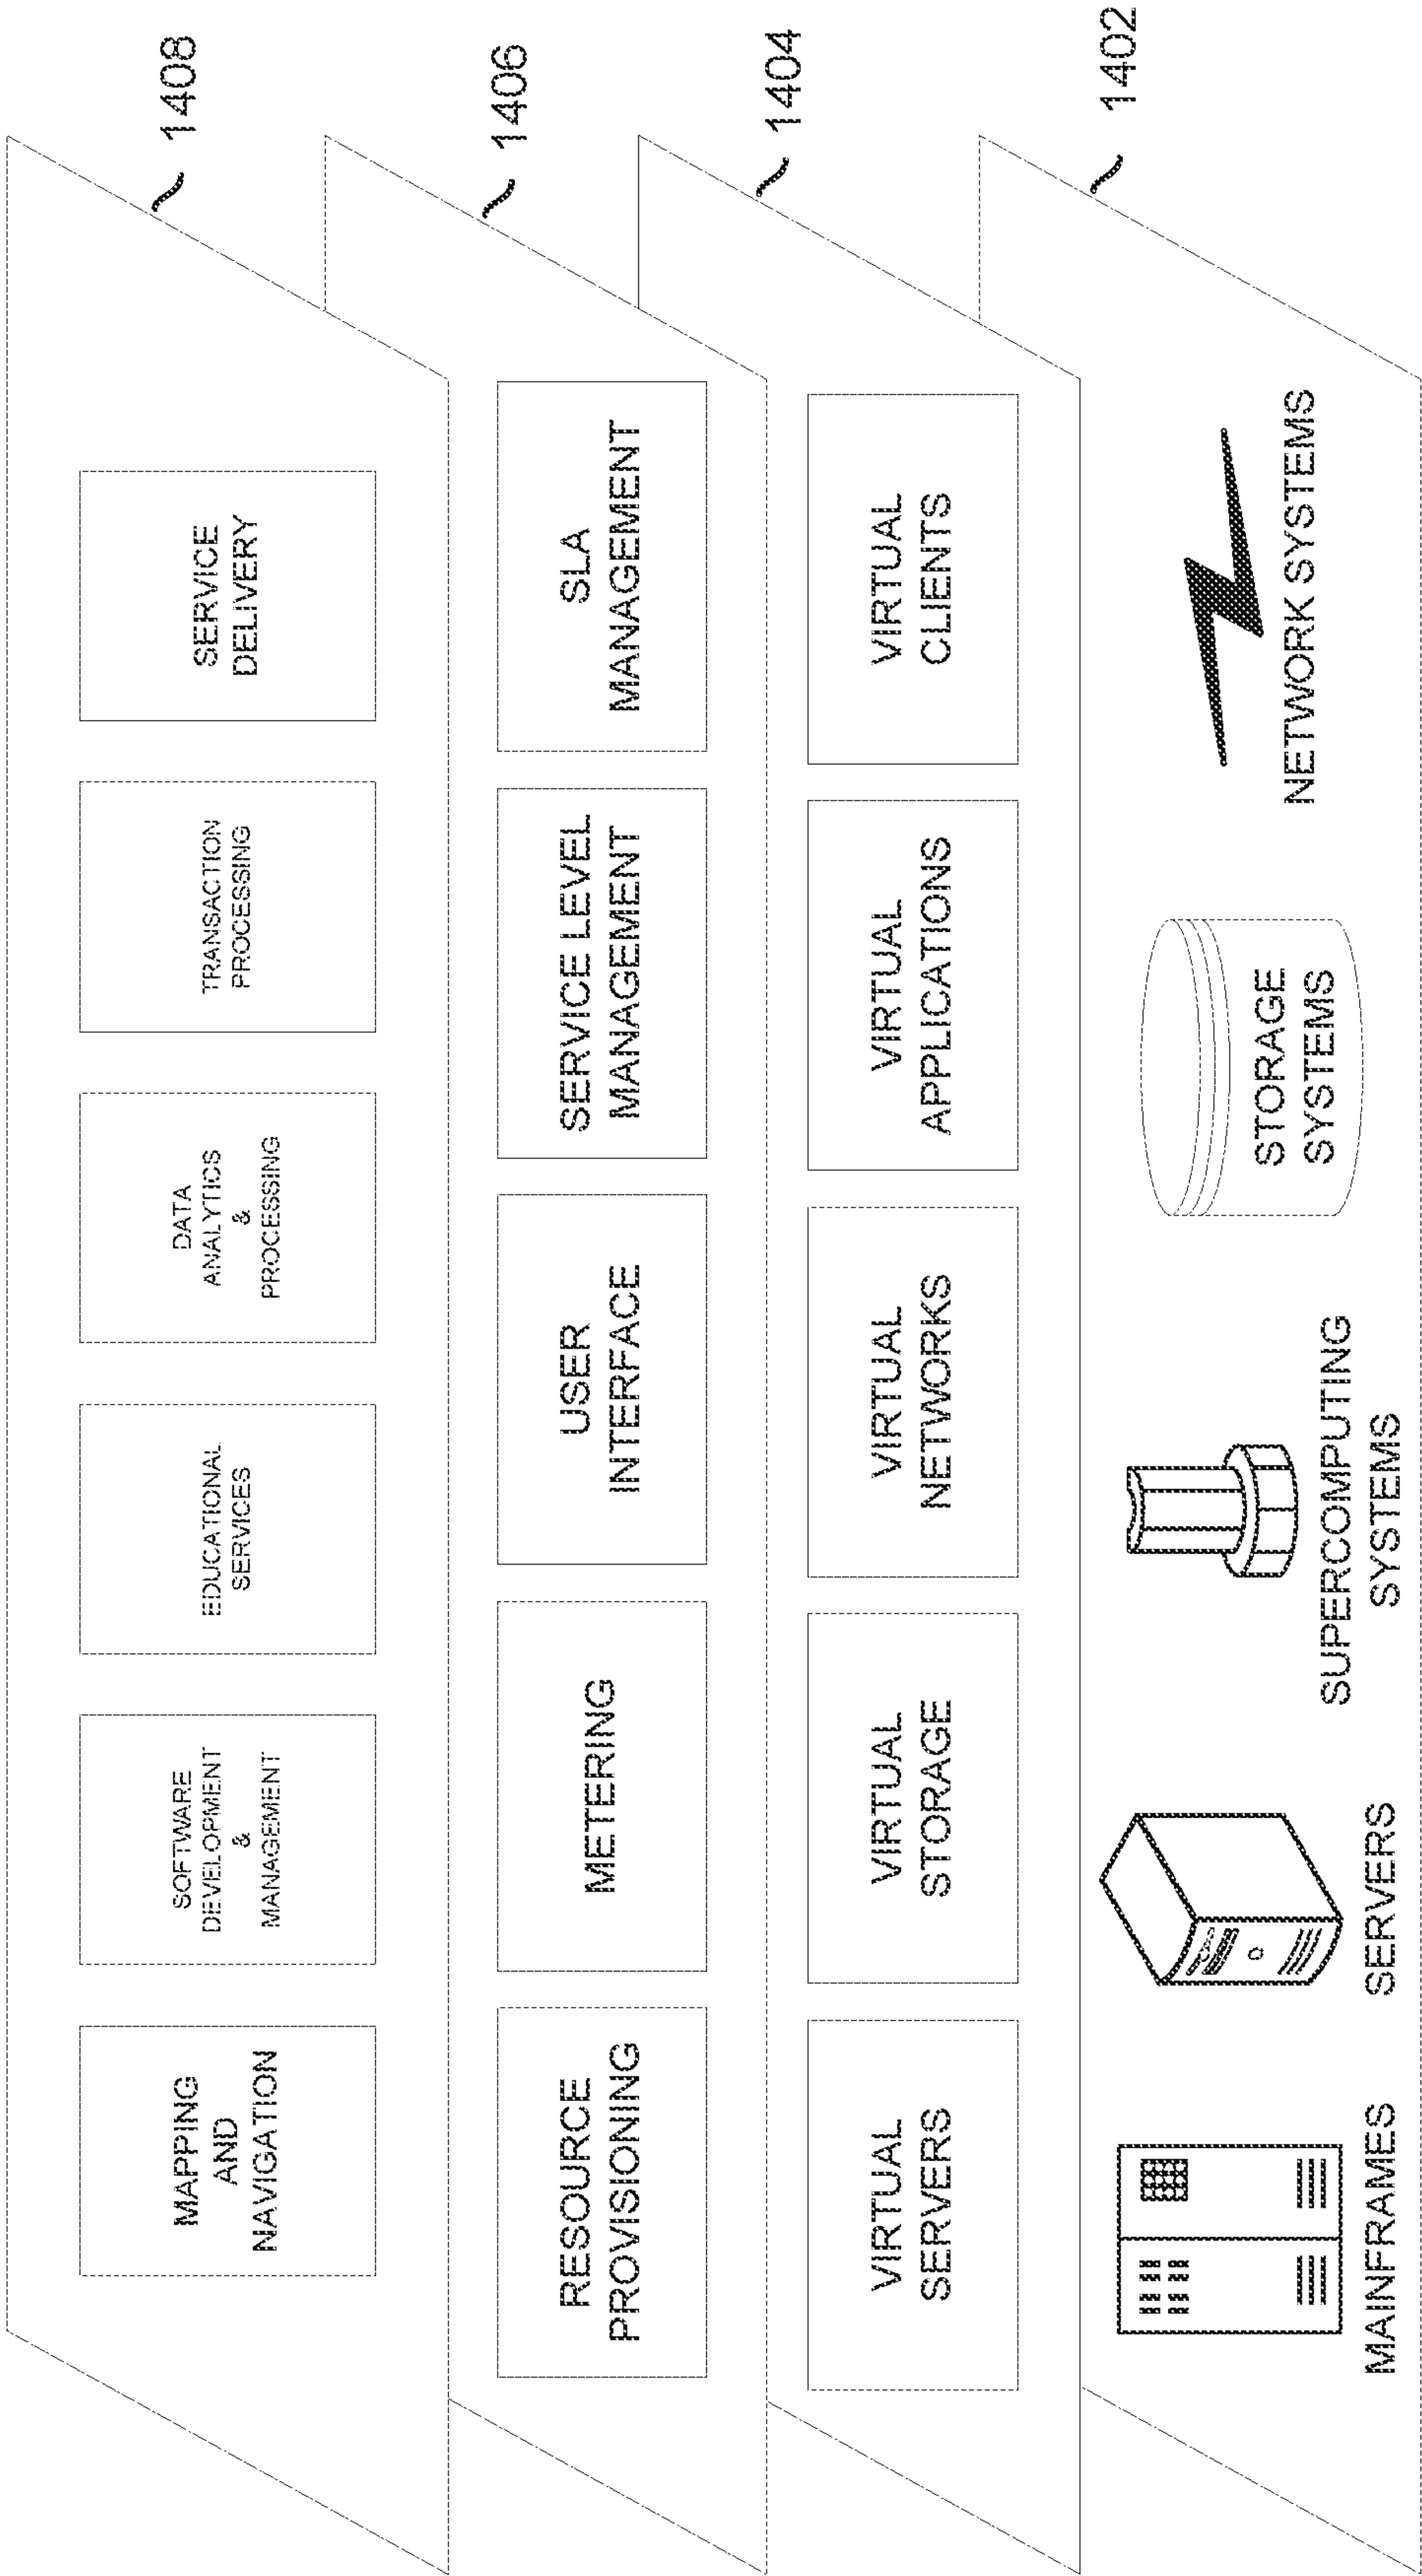 MAPPING
AND
NAVIGATION
SOFTWARE
DEVELOPMENT
&
MANAGEMENT
EDUCATIONAL
SERVICES
DATA
ANALYTICS
&
PROCESSING
TRANSACTION
PROCESSING
SERVICE
DELIVERY
1408
RESOURCE
PROVISIONING
METERING
USER
INTERFACE
SERVICE LEVEL
MANAGEMENT
SLA
MANAGEMENT
1406
VIRTUAL
SERVERS
VIRTUAL
STORAGE
VIRTUAL
NETWORKS
VIRTUAL
APPLICATIONS
VIRTUAL
CLIENTS
1404
MAINFRAMES
SERVERS
SUPERCOMPUTING
SYSTEMS
STORAGE
SYSTEMS
NETWORK SYSTEMS
1402